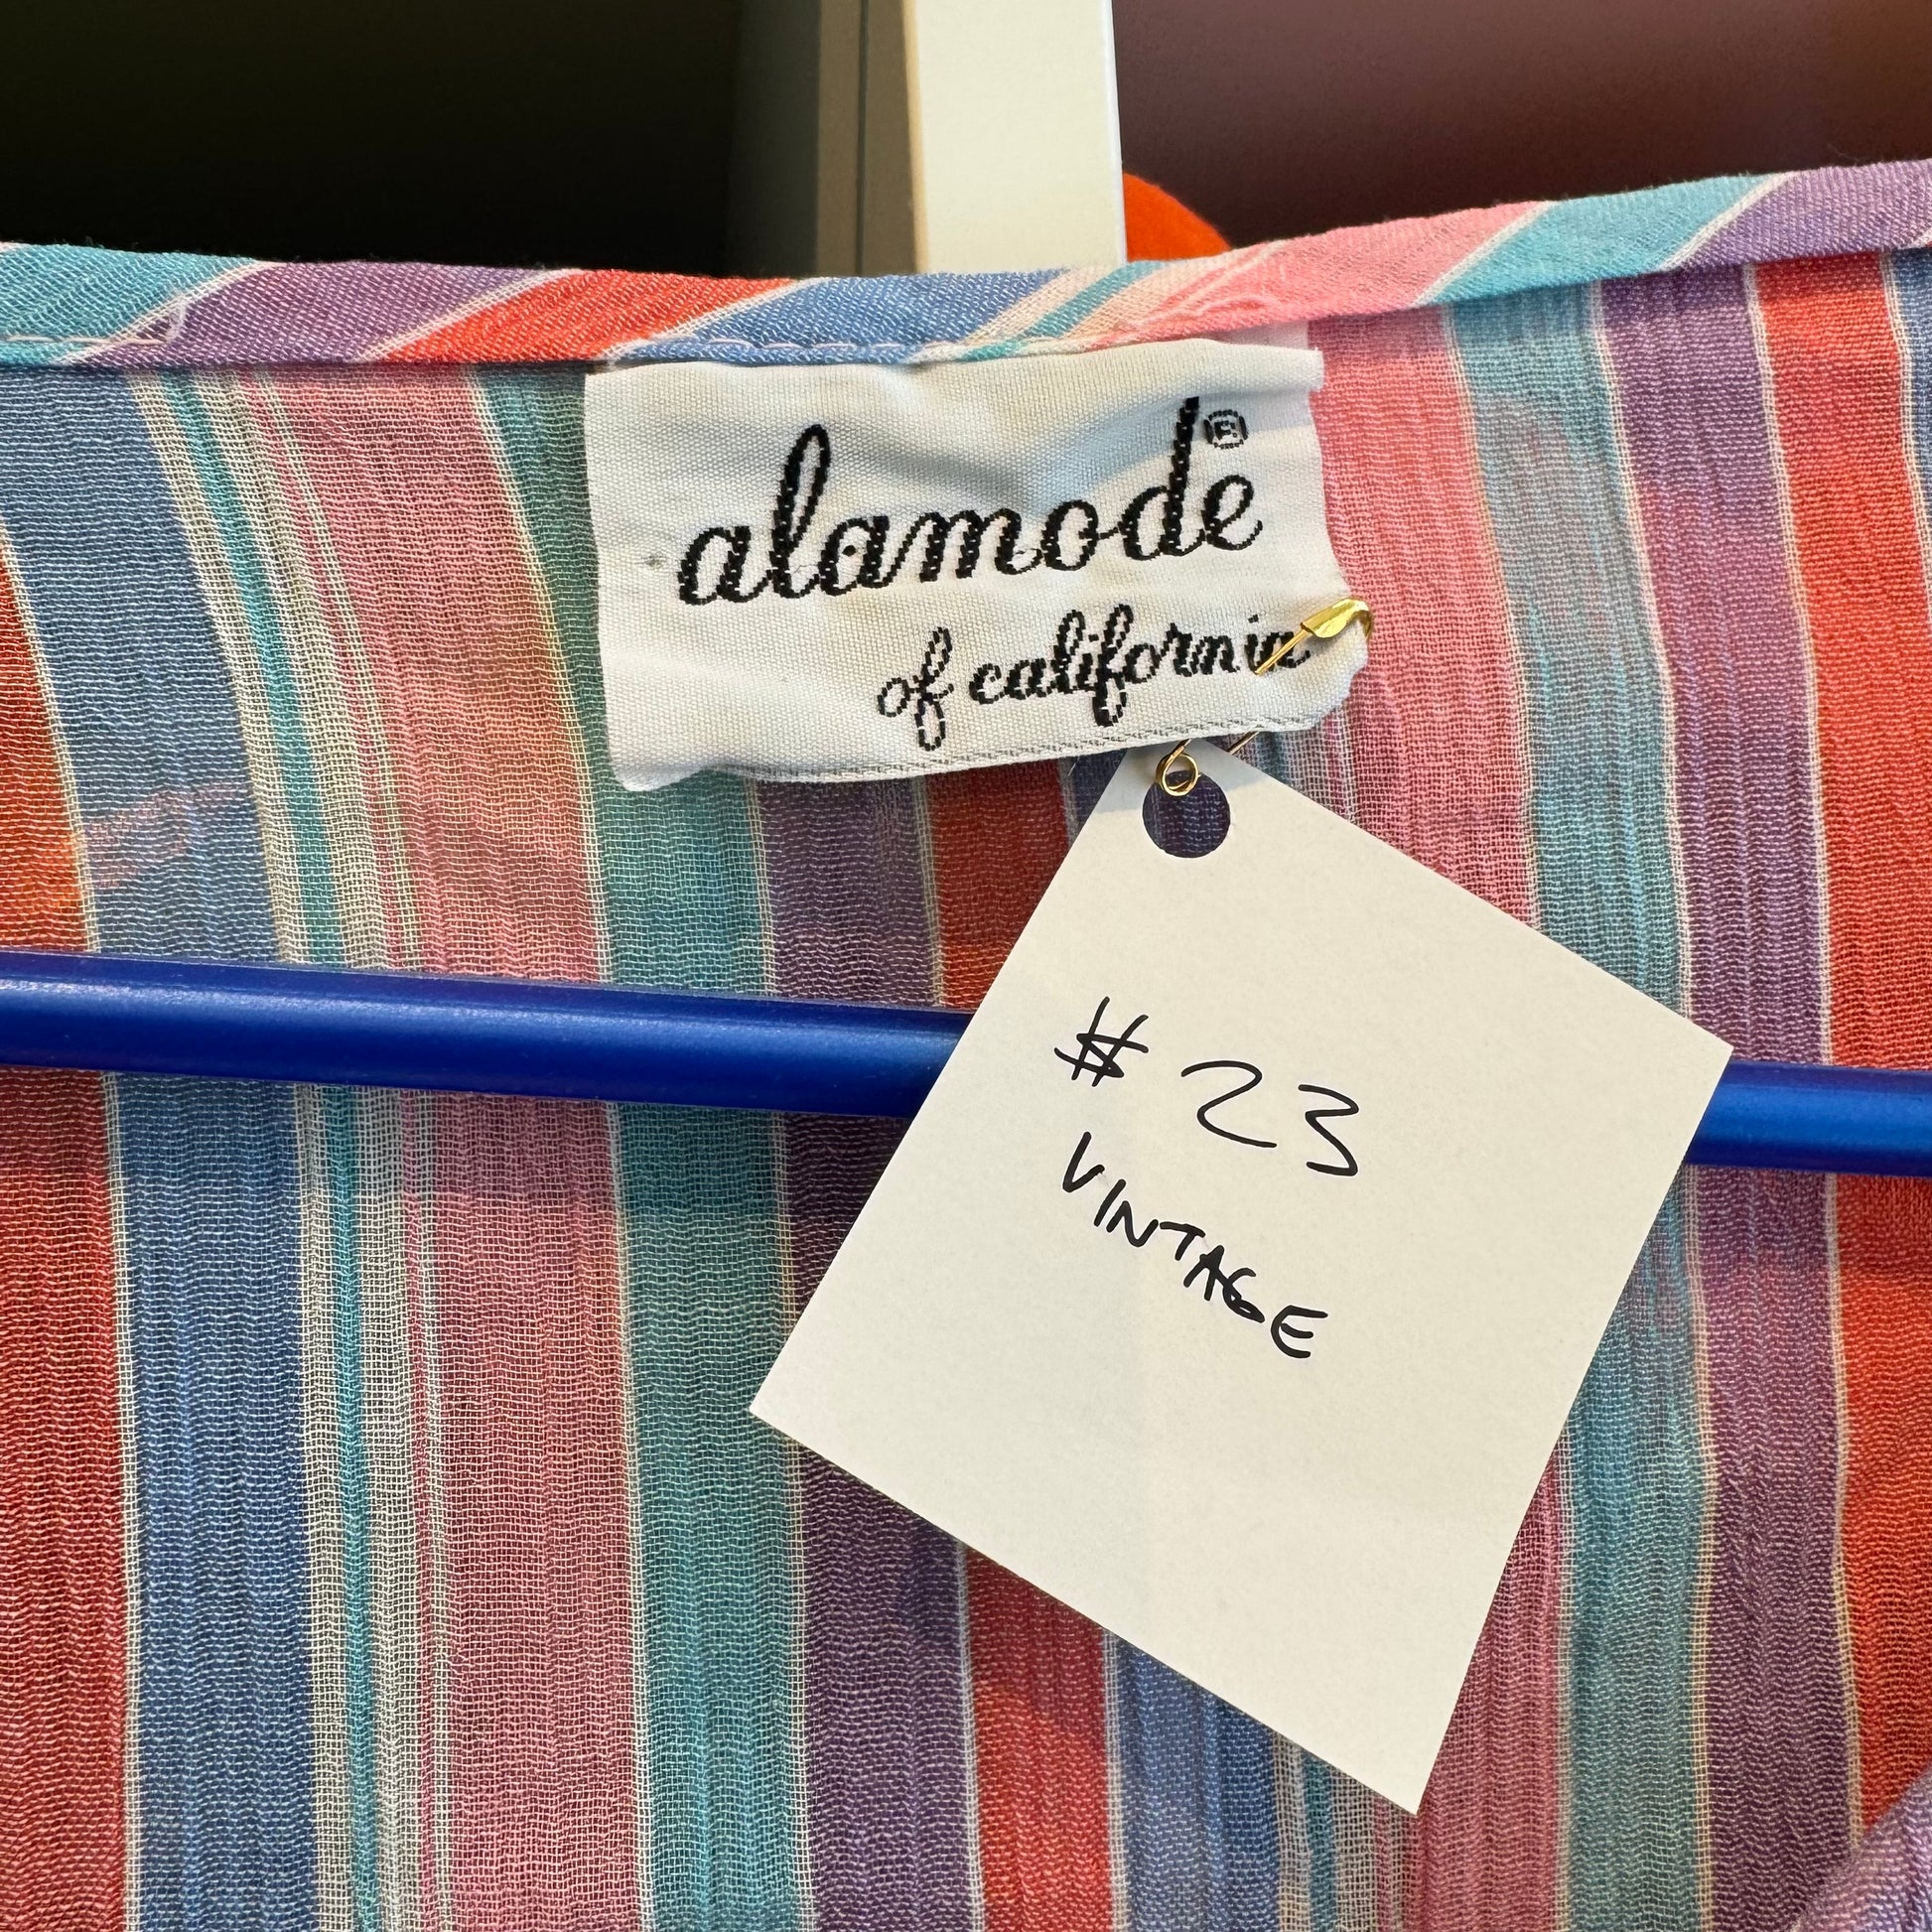 alamode®
of california
$ 23
VINTAGE